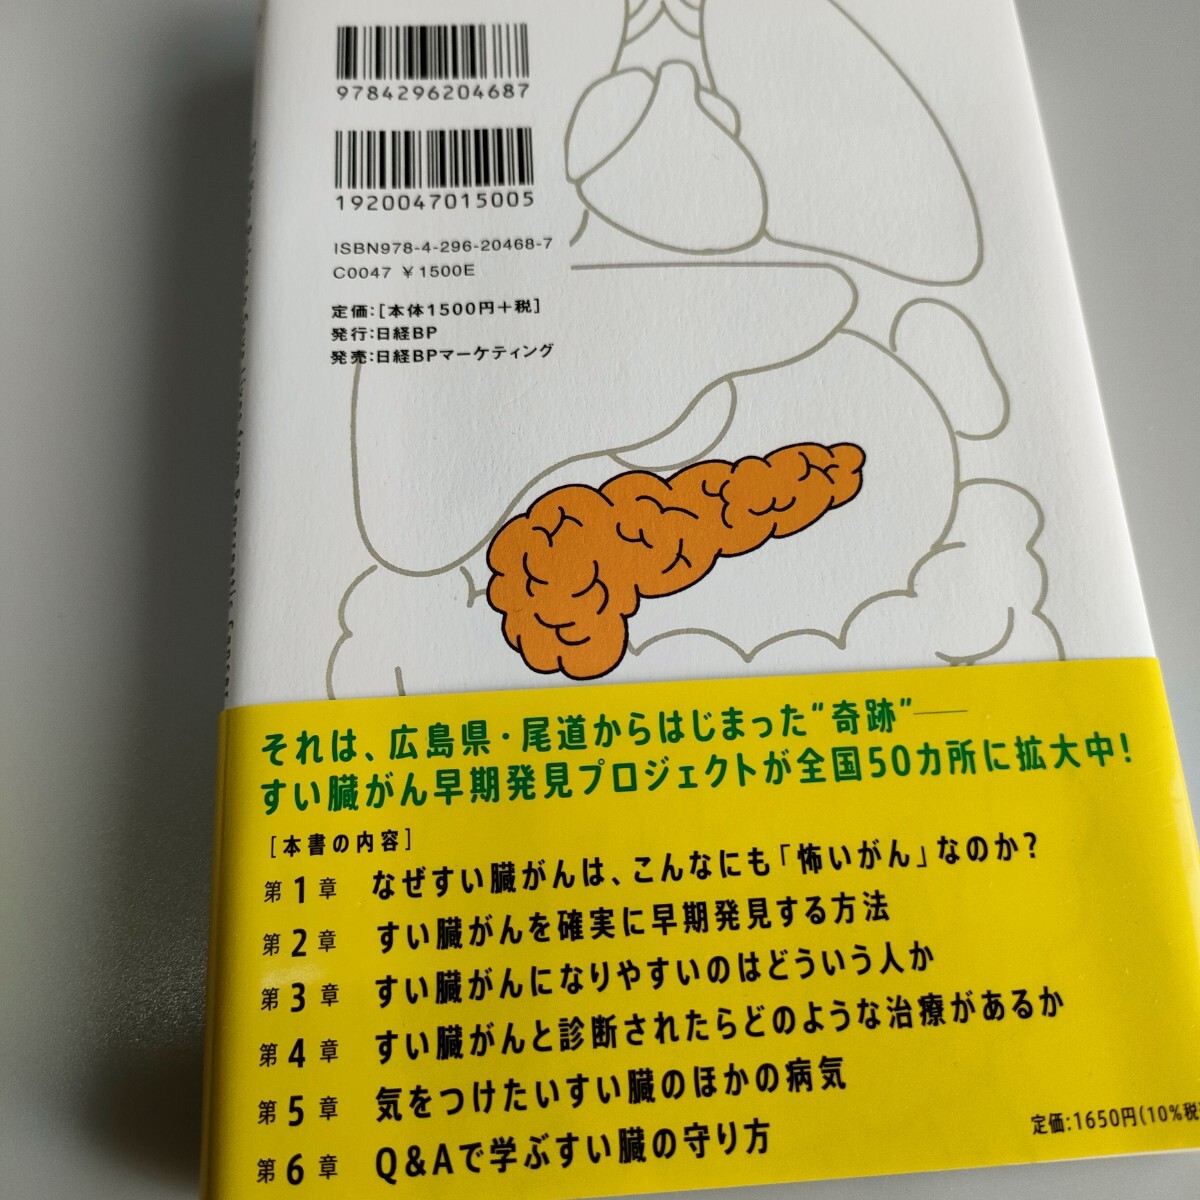 9784296204687
1920047015005
ISBN978-4-296-20468-7
C0047 ¥1500E
定価：[本体1500円＋税]
発行：日経BP
発売：日経BPマーケティング
それは、広島県・尾道からはじまった“奇跡”――
すい臓がん早期発見プロジェクトが全国50カ所に拡大中！
[本書の内容]
第1章 なぜすい臓がんは、こんなにも「怖いがん」なのか？
第2章 すい臓がんを確実に早期発見する方法
第3章 すい臓がんになりやすいのはどういう人か
第4章 すい臓がんと診断されたらどのような治療があるか
第5章 気をつけたいすい臓のほかの病気
第6章 Q&Aで学ぶすい臓の守り方
定価：1650円（10%税